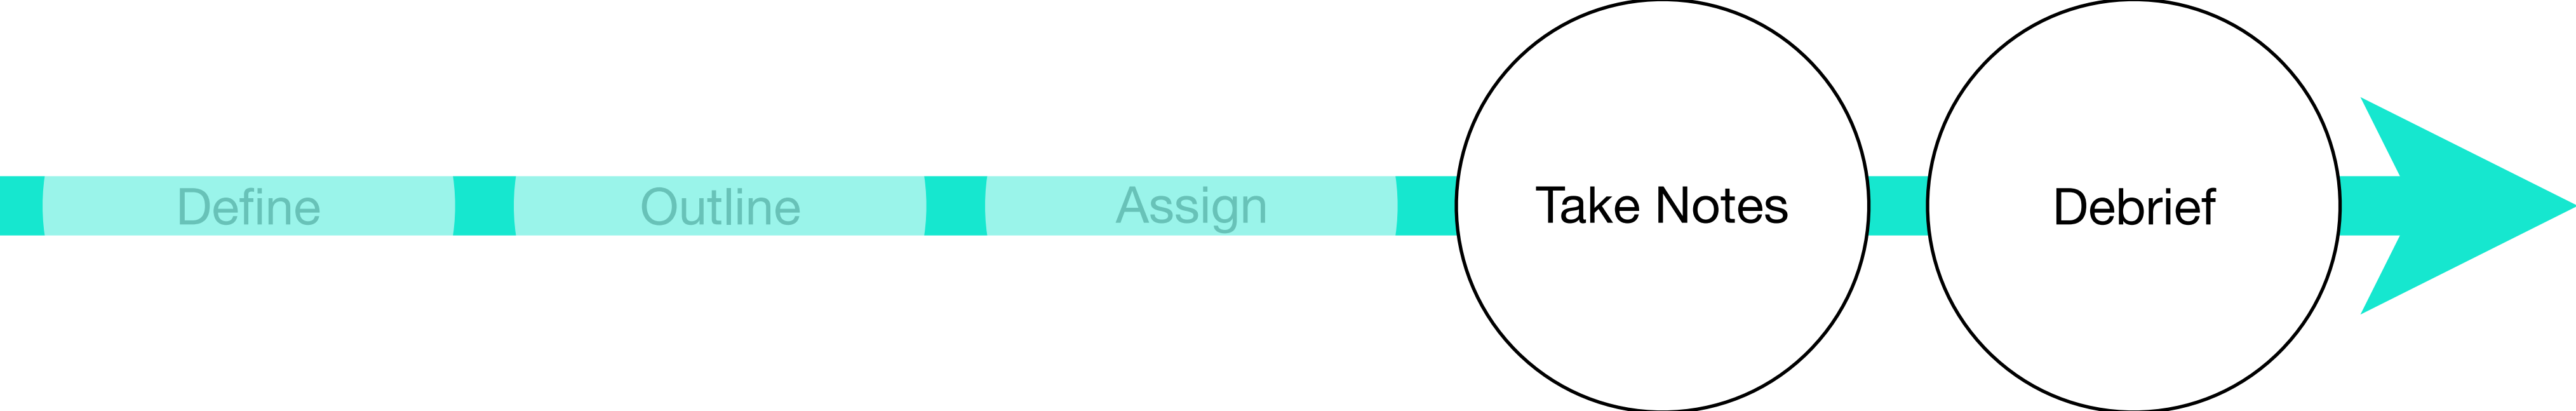 Define
Outline
Assign
Take Notes
Debrief